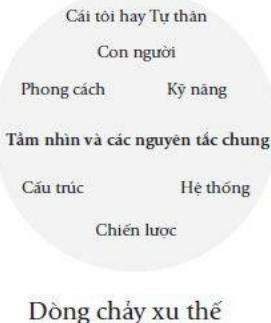 Cái tôi hay Tự thân
Con người
Phong cách Kỹ năng
Tầm nhìn và các nguyên tắc chung
Cấu trúc Hệ thống
Chiến lược
Dòng chảy xu thế